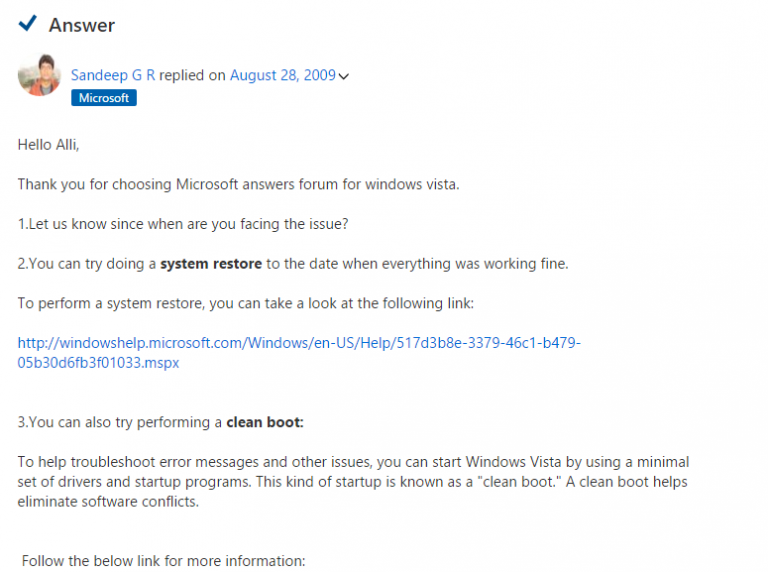 Answer
Sandeep G R replied on August 28, 2009
Microsoft
Hello Alli,
Thank you for choosing Microsoft answers forum for windows vista.
1.Let us know since when are you facing the issue?
2.You can try doing a system restore to the date when everything was working fine.
To perform a system restore, you can take a look at the following link:
http://windowshelp.microsoft.com/Windows/en-US/Help/517d3b8e-3379-46c1-b479-
05b30d6fb3f01033.mspx
3.You can also try performing a clean boot:
To help troubleshoot error messages and other issues, you can start Windows Vista by using a minimal
set of drivers and startup programs. This kind of startup is known as a "clean boot." A clean boot helps
eliminate software conflicts.
Follow the below link for more information: